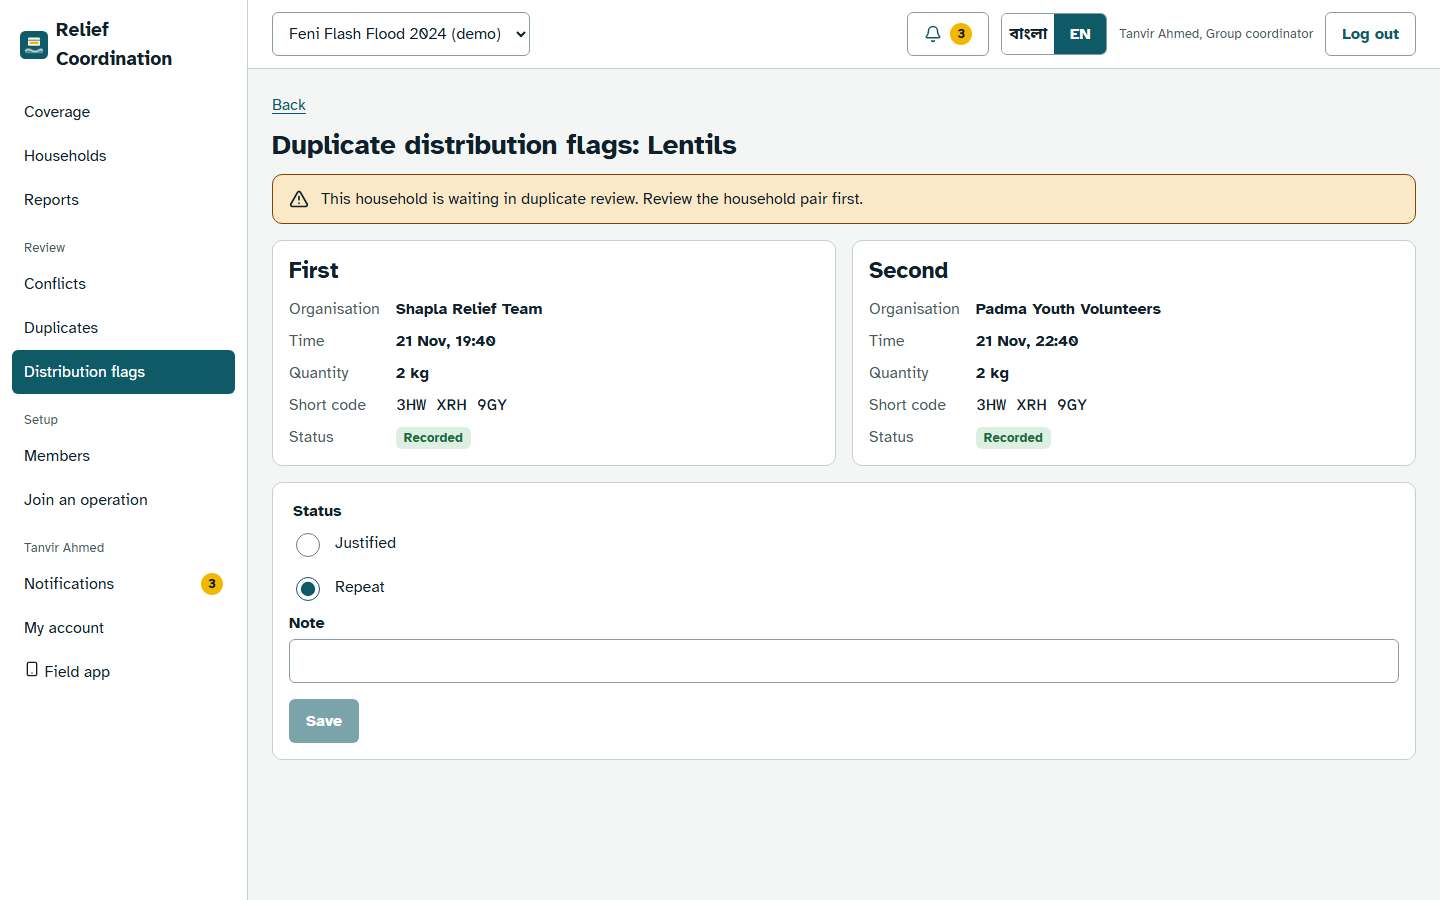 Relief
Coordination
Feni Flash Flood 2024 (demo)
3
বাংলা
EN
Tanvir Ahmed, Group coordinator
Log out
Coverage
Households
Reports
Review
Conflicts
Duplicates
Distribution flags
Setup
Members
Join an operation
Tanvir Ahmed
Notifications 3
My account
Field app
Back
Duplicate distribution flags: Lentils
This household is waiting in duplicate review. Review the household pair first.
First
Organisation Shapla Relief Team
Time 21 Nov, 19:40
Quantity 2 kg
Short code 3HW XRH 9GY
Status Recorded
Second
Organisation Padma Youth Volunteers
Time 21 Nov, 22:40
Quantity 2 kg
Short code 3HW XRH 9GY
Status Recorded
Status
Justified
Repeat
Note
Save